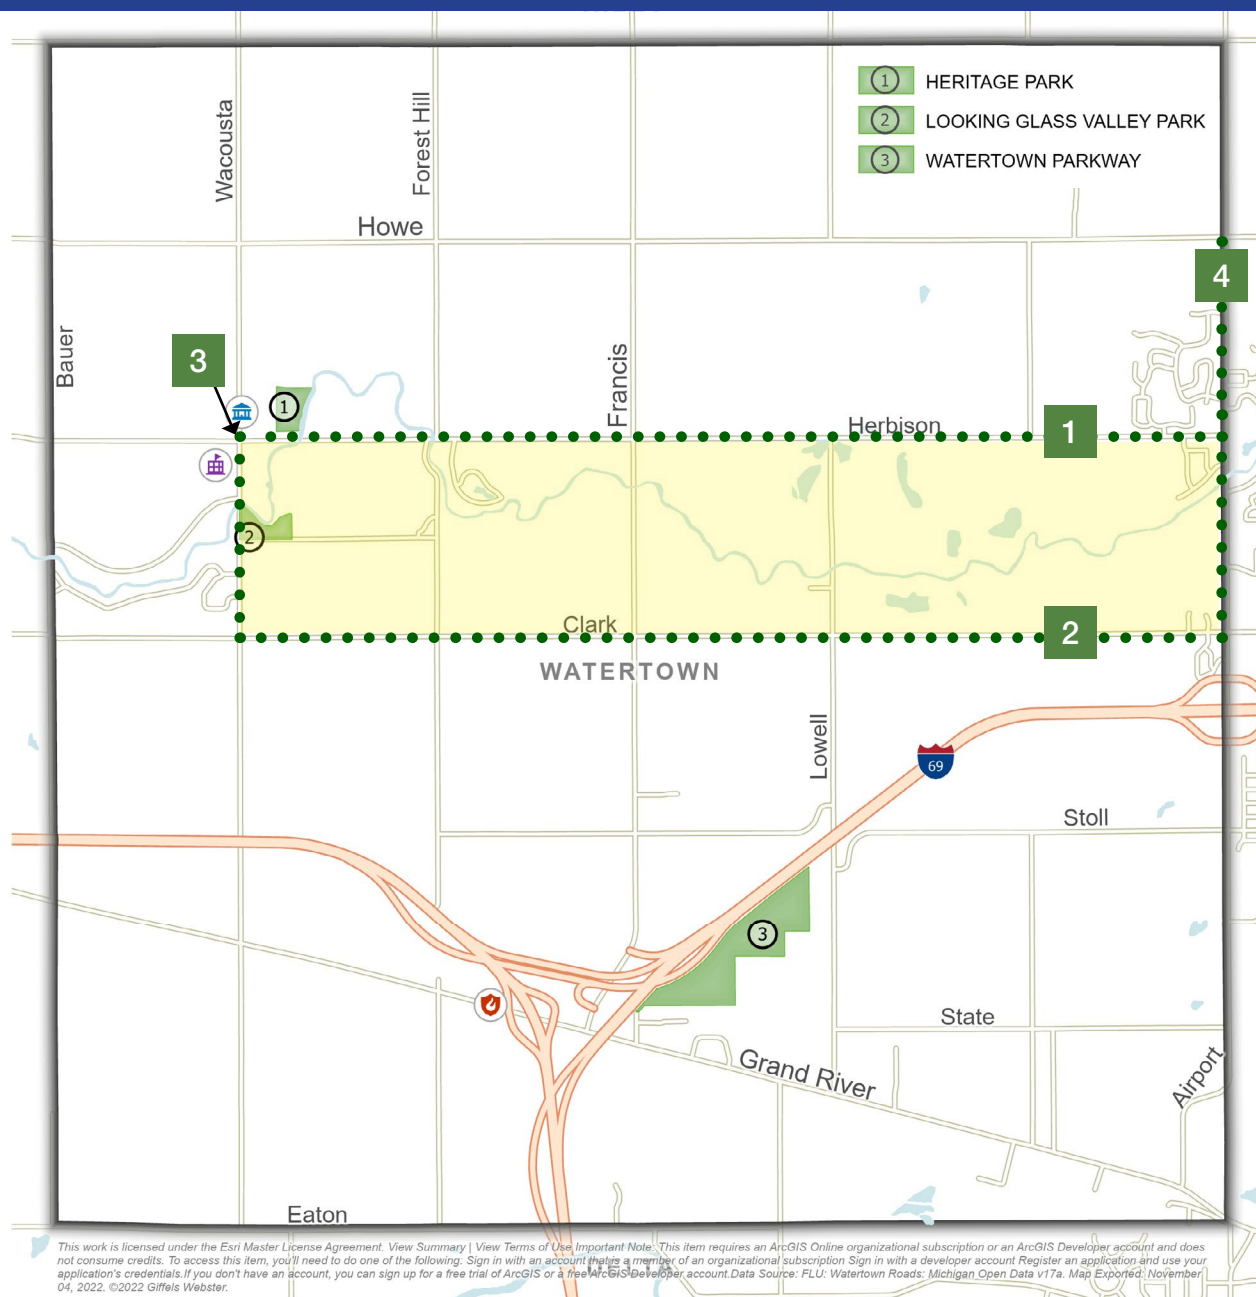 1 HERITAGE PARK
2 LOOKING GLASS VALLEY PARK
3 WATERTOWN PARKWAY
Wacousta
Forest Hill
Howe
4
Bauer
3
Francis
1
Herbison
1
2
Clark
2
WATERTOWN
Lowell
69
Stoll
3
State
Grand River
Airport
Eaton
This work is licensed under the Esri Master License Agreement. View Summary | View Terms of Use Important Note: This item requires an ArcGIS Online organizational subscription or an ArcGIS Developer account and does
not consume credits. To access this item, you'll need to do one of the following: Sign in with an account that is a member of an organizational subscription Sign in with a developer account Register an application and use your
application's credentials.If you don't have an account, you can sign up for a free trial of ArcGIS or a free ArcGIS Developer account.Data Source: FLU: Watertown Roads: Michigan Open Data v17a. Map Exported: November
04, 2022. ©2022 Giffels Webster.